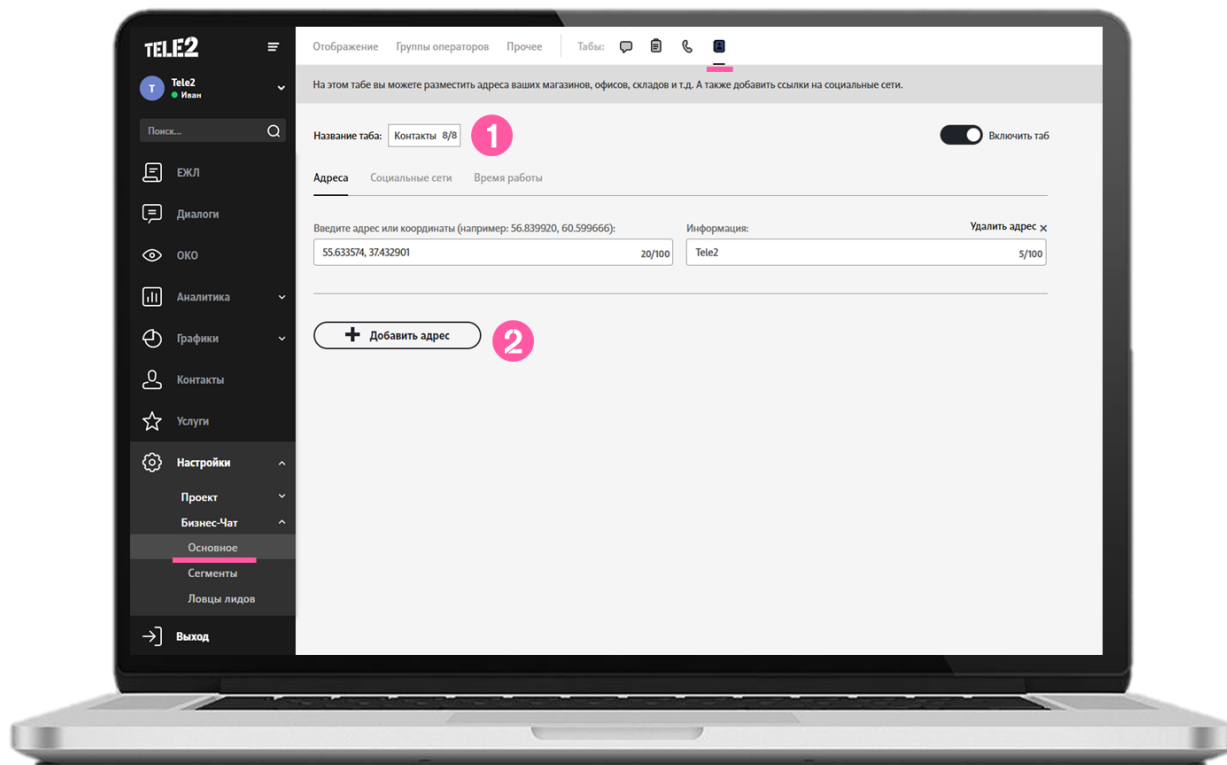 TELE2
Отображение Группы операторов Прочее Табы:
T Tele2
Иван
На этом табе вы можете разместить адреса ваших магазинов, офисов, складов и т.д. А также добавить ссылки на социальные сети.
Поиск...
Название таба: Контакты 8/8 1 Включить таб
ЕЖЛ
Адреса Социальные сети Время работы
Диалоги
Введите адрес или координаты (например: 56.839920, 60.599666): Информация: Удалить адрес ×
55.633574, 37.432901 20/100 Tele2 5/100
ОКО
Аналитика
Графики
+ Добавить адрес 2
Контакты
Услуги
Настройки
Проект
Бизнес-Чат
Основное
Сегменты
Ловцы лидов
Выход